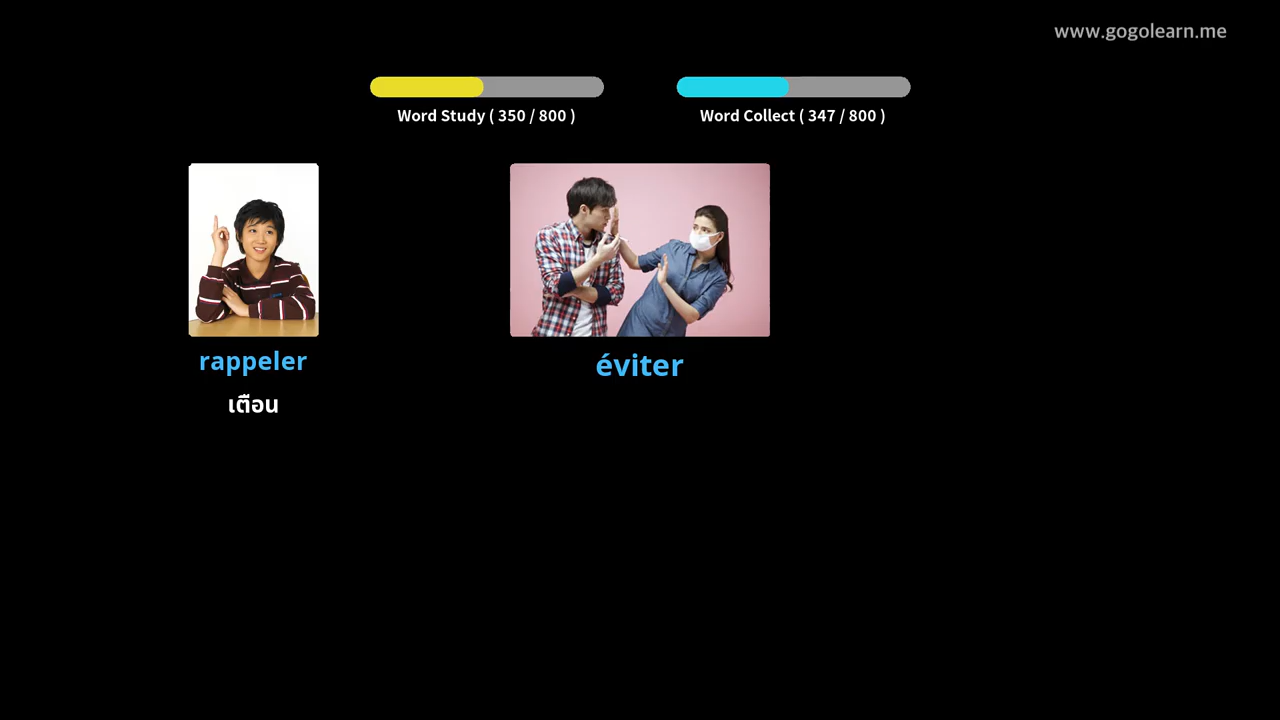 www.gogolearn.me
Word Study ( 350 / 800 )
Word Collect ( 347 / 800 )
rappeler
เตือน
éviter